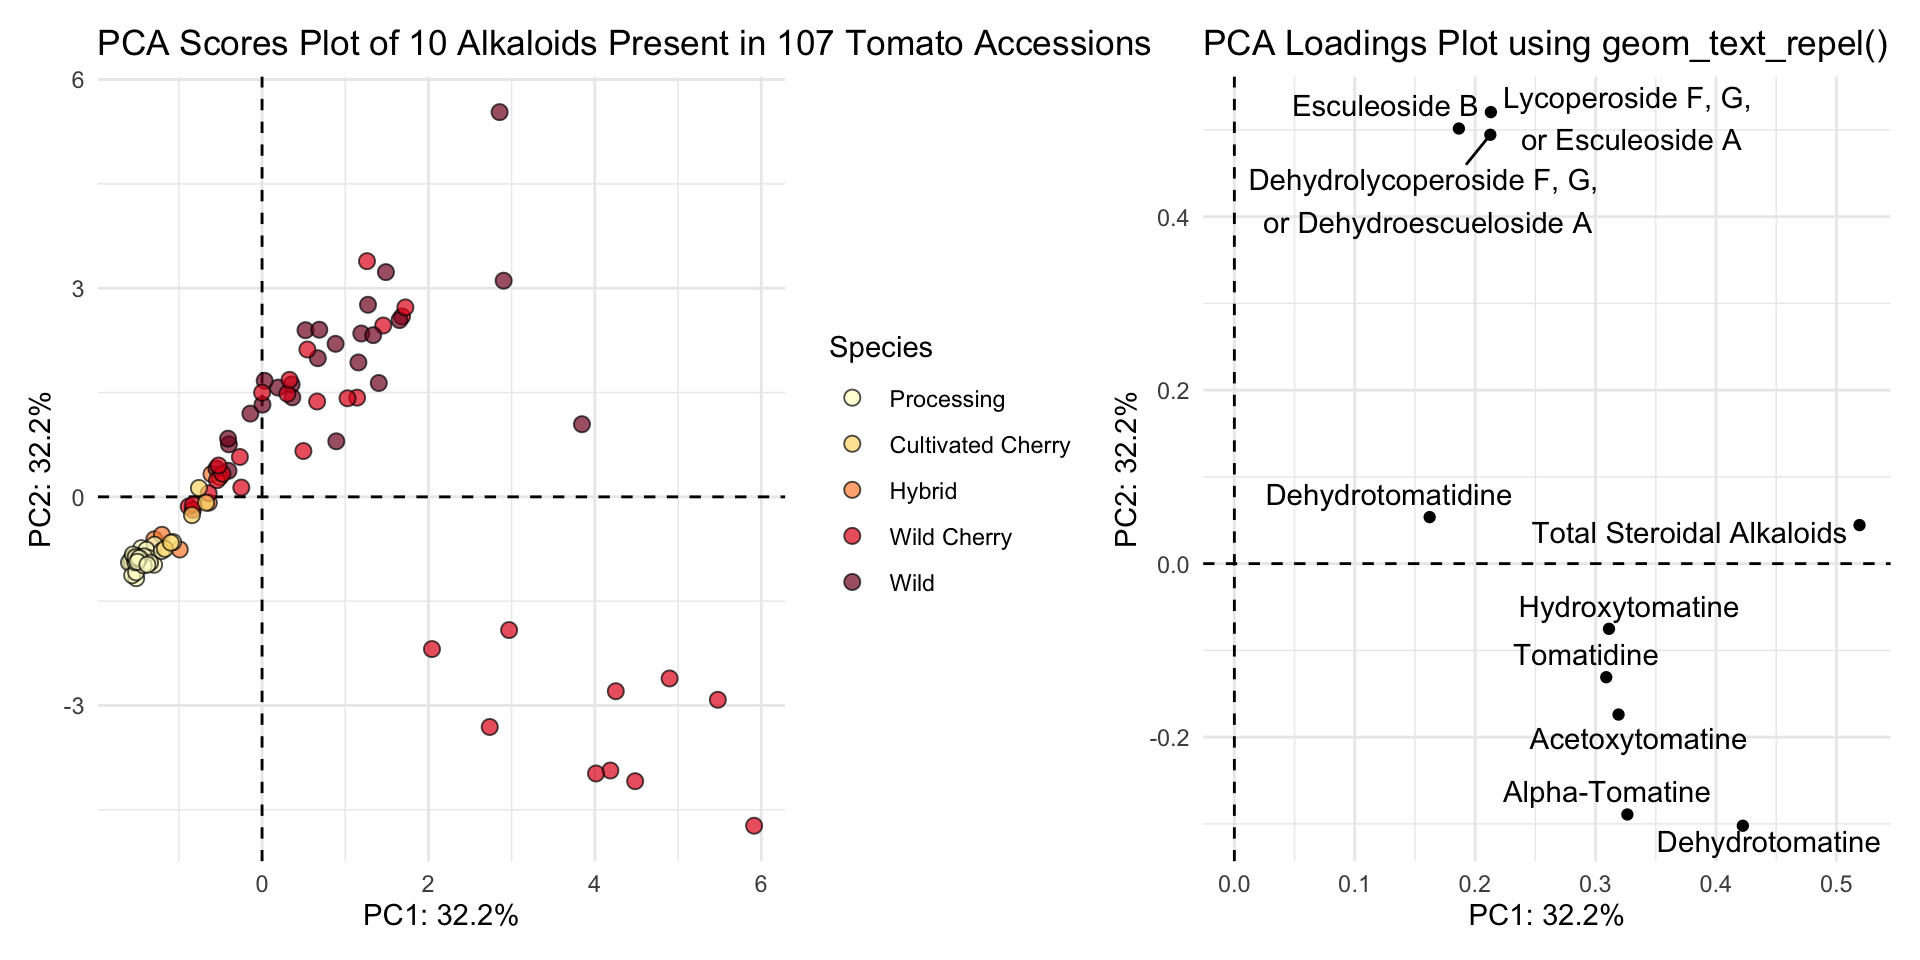 PCA Scores Plot of 10 Alkaloids Present in 107 Tomato Accessions
6
3
0
-3
PC2: 32.2%
0
2
4
6
PC1: 32.2%
Species
Processing
Cultivated Cherry
Hybrid
Wild Cherry
Wild
PCA Loadings Plot using geom_text_repel()
Esculeoside B
Lycoperoside F, G,
or Esculeoside A
Dehydrolycoperoside F, G,
or Dehydroescueloside A
Dehydrotomatidine
Total Steroidal Alkaloids
Hydroxytomatine
Tomatidine
Acetoxytomatine
Alpha-Tomatine
Dehydrotomatine
0.4
0.2
0.0
-0.2
PC2: 32.2%
0.0
0.1
0.2
0.3
0.4
0.5
PC1: 32.2%